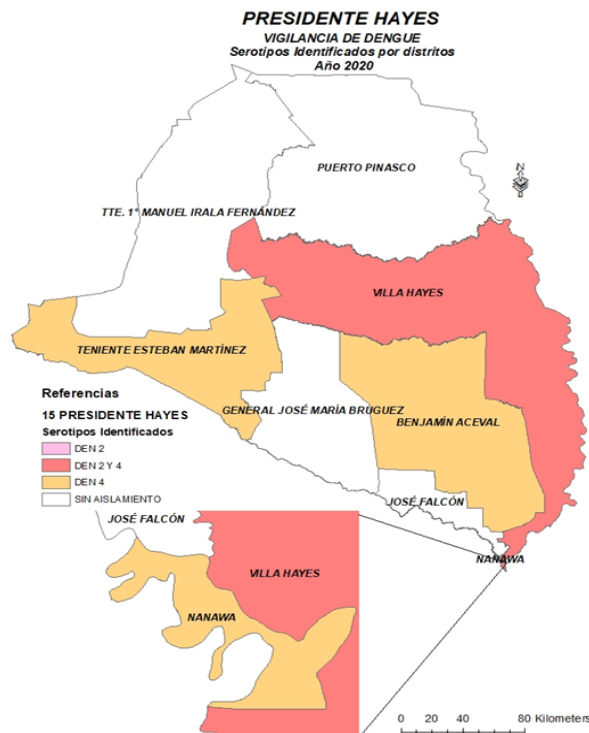 PRESIDENTE HAYES
VIGILANCIA DE DENGUE
Serotipos Identificados por distritos
Año 2020
N
PUERTO PINASCO
TTE. 1° MANUEL IRALA FERNÁNDEZ
VILLA HAYES
TENIENTE ESTEBAN MARTÍNEZ
GENERAL JOSÉ MARÍA BRUGUEZ
BENJAMÍN ACEVAL
JOSÉ FALCÓN
NANAWA
Referencias
15 PRESIDENTE HAYES
Serotipos Identificados
DEN 2
DEN 2 Y 4
DEN 4
SIN AISLAMIENTO
JOSÉ FALCÓN
VILLA HAYES
NANAWA
0 20 40 80 Kilometers